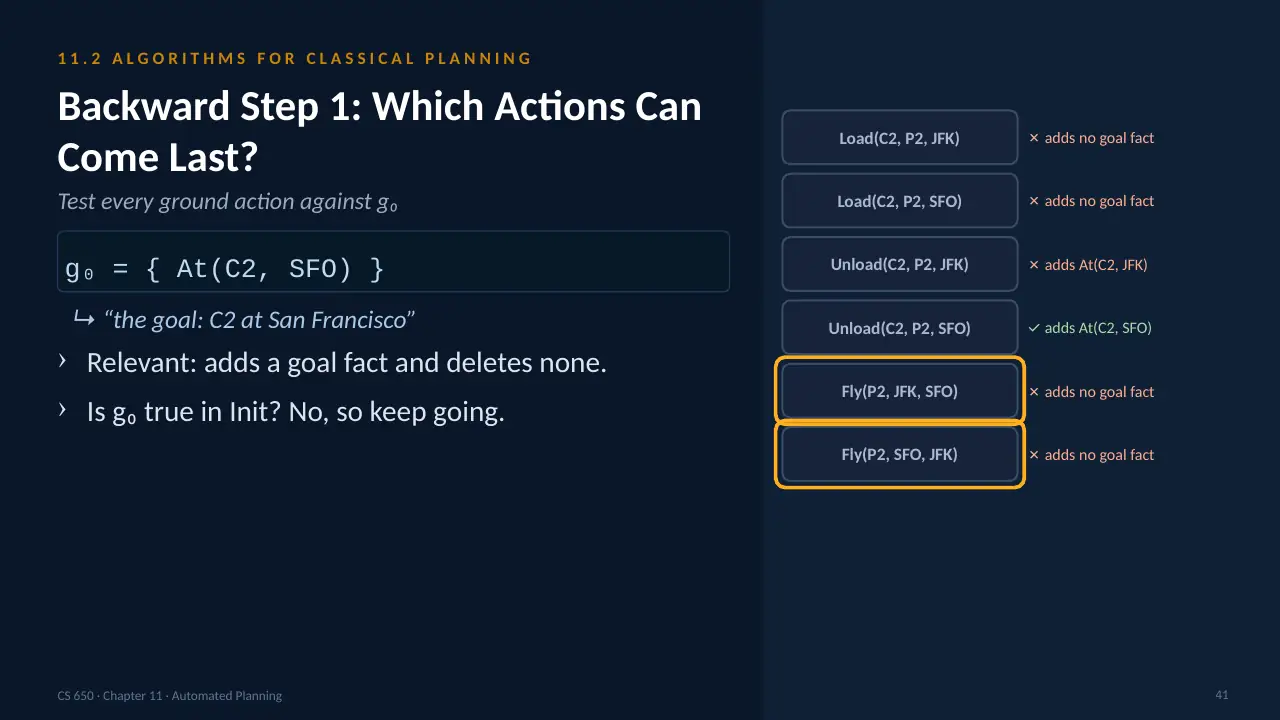 11.2 ALGORITHMS FOR CLASSICAL PLANNING
Backward Step 1: Which Actions Can
Come Last?
Test every ground action against g₀
g₀ = { At(C2, SFO) }
↪ “the goal: C2 at San Francisco”
› Relevant: adds a goal fact and deletes none.
› Is g₀ true in Init? No, so keep going.
Load(C2, P2, JFK) × adds no goal fact
Load(C2, P2, SFO) × adds no goal fact
Unload(C2, P2, JFK) × adds At(C2, JFK)
Unload(C2, P2, SFO) ✓ adds At(C2, SFO)
Fly(P2, JFK, SFO) × adds no goal fact
Fly(P2, SFO, JFK) × adds no goal fact
CS 650 · Chapter 11 · Automated Planning
41